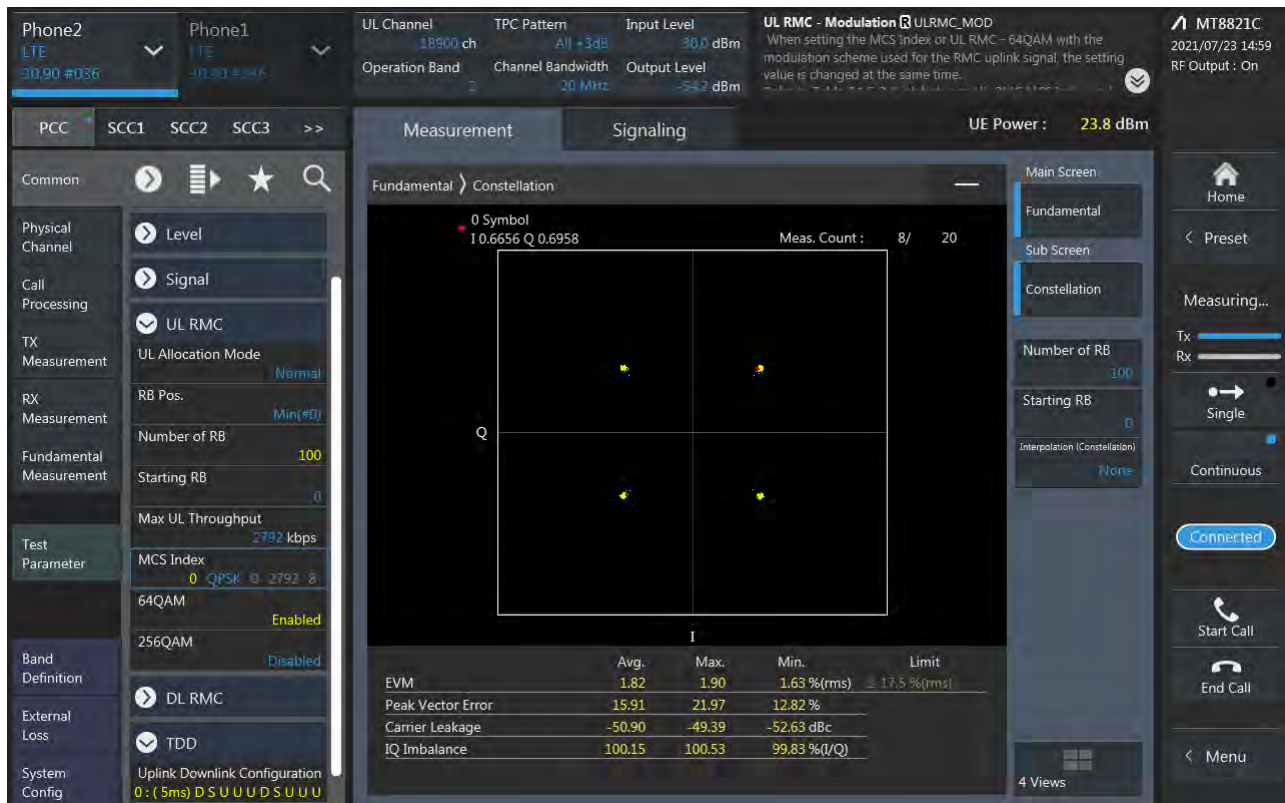 Phone2
LTE
30,90 #036
Phone1
LTE
UL Channel
18900 ch
TPC Pattern
All +3dB
Input Level
30.0 dBm
Operation Band
2
Channel Bandwidth
20 MHz
Output Level
-54.2 dBm
UL RMC - Modulation R ULRMC_MOD
When setting the MCS Index or UL RMC - 64QAM with the
modulation scheme used for the RMC uplink signal, the setting
value is changed at the same time.
MT8821C
2021/07/23 14:59
RF Output : On
PCC SCC1 SCC2 SCC3 >>
Measurement Signaling
UE Power : 23.8 dBm
Common
Physical
Channel
Call
Processing
TX
Measurement
RX
Measurement
Fundamental
Measurement
Test
Parameter
Band
Definition
External
Loss
System
Config
Level
Signal
UL RMC
UL Allocation Mode
Normal
RB Pos.
Min(#0)
Number of RB
100
Starting RB
0
Max UL Throughput
2792 kbps
MCS Index
0 QPSK 0 2792 8
64QAM
Enabled
256QAM
Disabled
DL RMC
TDD
Uplink Downlink Configuration
0 : ( 5ms) D S U U U D S U U U
Fundamental 〉 Constellation
0 Symbol
I 0.6656 Q 0.6958
Meas. Count : 8/ 20
Q
I
Avg. Max. Min. Limit
EVM 1.82 1.90 1.63 %(rms) ≤ 17.5 %(rms)
Peak Vector Error 15.91 21.97 12.82 %
Carrier Leakage -50.90 -49.39 -52.63 dBc
IQ Imbalance 100.15 100.53 99.83 %(I/Q)
Main Screen
Fundamental
Sub Screen
Constellation
Number of RB
100
Starting RB
0
Interpolation (Constellation)
None
4 Views
Home
< Preset
Measuring...
Tx
Rx
Single
Continuous
Connected
Start Call
End Call
< Menu